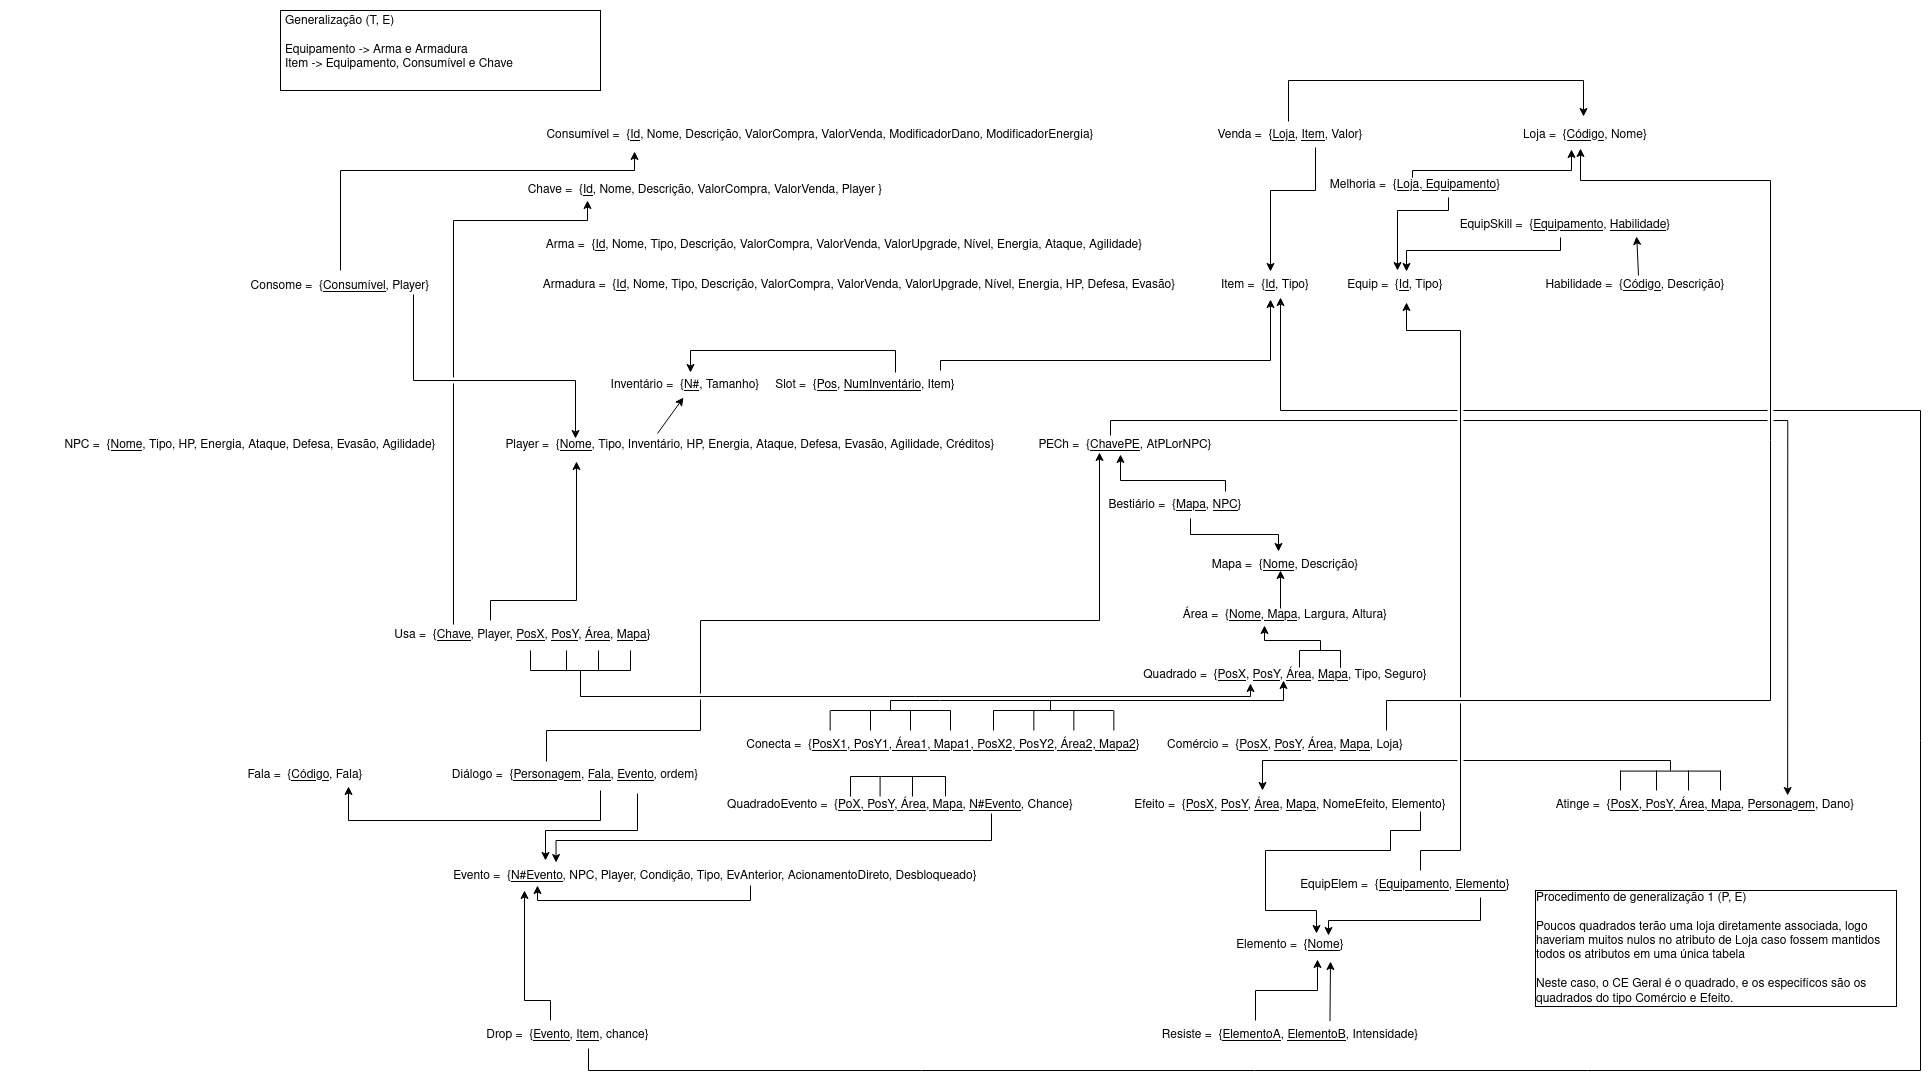 Generalização (T, E)
Equipamento -> Arma e Armadura
Item -> Equipamento, Consumível e Chave
Consumível = {Id, Nome, Descrição, ValorCompra, ValorVenda, ModificadorDano, ModificadorEnergia}
Venda = {Loja, Item, Valor}
Loja = {Código, Nome}
Chave = {Id, Nome, Descrição, ValorCompra, ValorVenda, Player }
Melhoria = {Loja, Equipamento}
EquipSkill = {Equipamento, Habilidade}
Arma = {Id, Nome, Tipo, Descrição, ValorCompra, ValorVenda, ValorUpgrade, Nível, Energia, Ataque, Agilidade}
Consome = {Consumível, Player}
Armadura = {Id, Nome, Tipo, Descrição, ValorCompra, ValorVenda, ValorUpgrade, Nível, Energia, HP, Defesa, Evasão}
Item = {Id, Tipo}
Equip = {Id, Tipo}
Habilidade = {Código, Descrição}
Inventário = {N#, Tamanho}
Slot = {Pos, NumInventário, Item}
NPC = {Nome, Tipo, HP, Energia, Ataque, Defesa, Evasão, Agilidade}
Player = {Nome, Tipo, Inventário, HP, Energia, Ataque, Defesa, Evasão, Agilidade, Créditos}
PECh = {ChavePE, AtPLorNPC}
Bestiário = {Mapa, NPC}
Mapa = {Nome, Descrição}
Área = {Nome, Mapa, Largura, Altura}
Usa = {Chave, Player, PosX, PosY, Área, Mapa}
Quadrado = {PosX, PosY, Área, Mapa, Tipo, Seguro}
Conecta = {PosX1, PosY1, Área1, Mapa1, PosX2, PosY2, Área2, Mapa2}
Comércio = {PosX, PosY, Área, Mapa, Loja}
Fala = {Código, Fala}
Diálogo = {Personagem, Fala, Evento, ordem}
QuadradoEvento = {PoX, PosY, Área, Mapa, N#Evento, Chance}
Efeito = {PosX, PosY, Área, Mapa, NomeEfeito, Elemento}
Atinge = {PosX, PosY, Área, Mapa, Personagem, Dano}
Evento = {N#Evento, NPC, Player, Condição, Tipo, EvAnterior, AcionamentoDireto, Desbloqueado}
EquipElem = {Equipamento, Elemento}
Elemento = {Nome}
Procedimento de generalização 1 (P, E)
Poucos quadrados terão uma loja diretamente associada, logo
haveriam muitos nulos no atributo de Loja caso fossem mantidos
todos os atributos em uma única tabela
Neste caso, o CE Geral é o quadrado, e os específicos são os
quadrados do tipo Comércio e Efeito.
Drop = {Evento, Item, chance}
Resiste = {ElementoA, ElementoB, Intensidade}